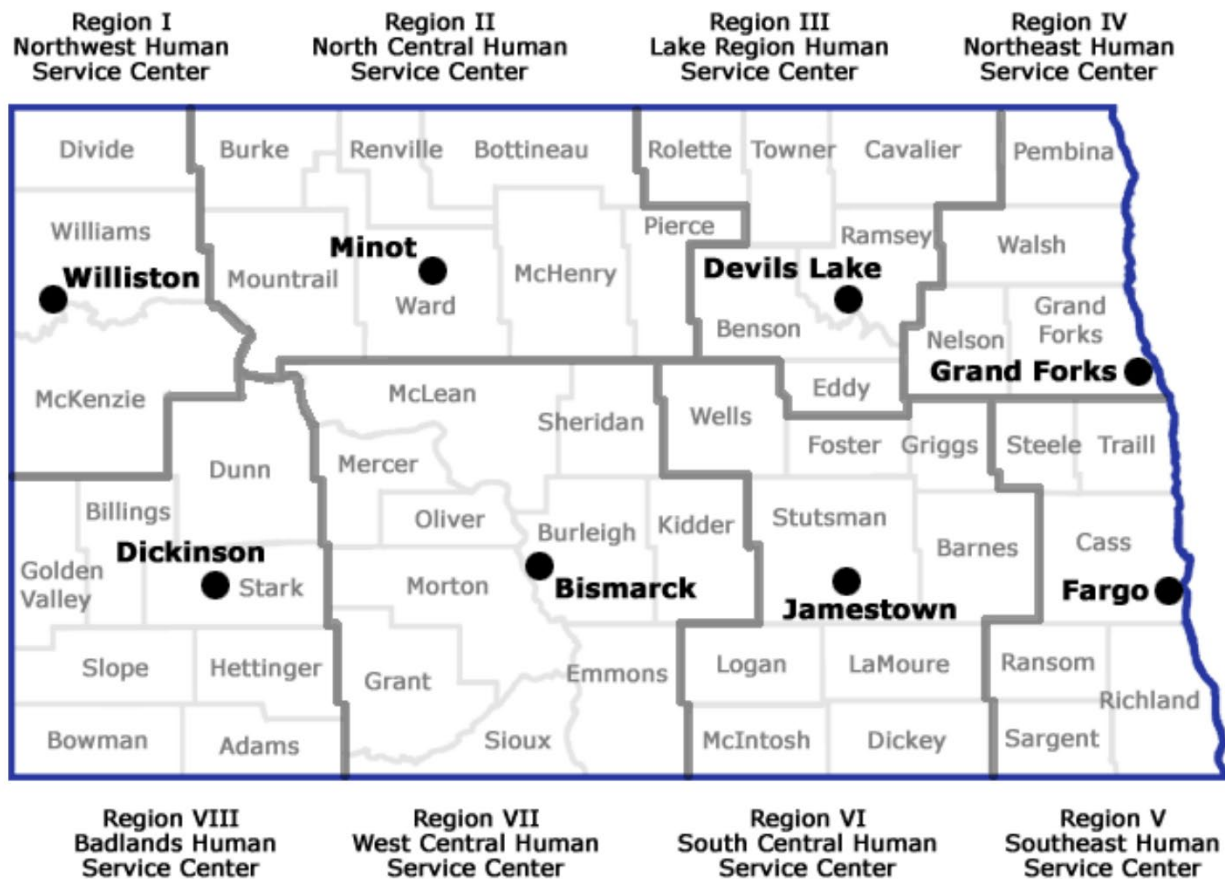 Region I
Northwest Human
Service Center
Region II
North Central Human
Service Center
Region III
Lake Region Human
Service Center
Region IV
Northeast Human
Service Center
Divide
Burke
Renville
Bottineau
Rolette
Towner
Cavalier
Pembina
Williams
Pierce
Ramsey
Walsh
Minot
Williston
Mountrail
McHenry
Devils Lake
Ward
Benson
Nelson
Grand
Forks
Grand Forks
McKenzie
McLean
Eddy
Sheridan
Wells
Foster
Griggs
Steele
Traill
Dunn
Mercer
Billings
Oliver
Burleigh
Kidder
Stutsman
Barnes
Cass
Dickinson
Golden
Valley
Stark
Morton
Bismarck
Jamestown
Fargo
Slope
Hettinger
Grant
Emmons
Logan
LaMoure
Ransom
Richland
Bowman
Adams
Sioux
McIntosh
Dickey
Sargent
Region VIII
Badlands Human
Service Center
Region VII
West Central Human
Service Center
Region VI
South Central Human
Service Center
Region V
Southeast Human
Service Center